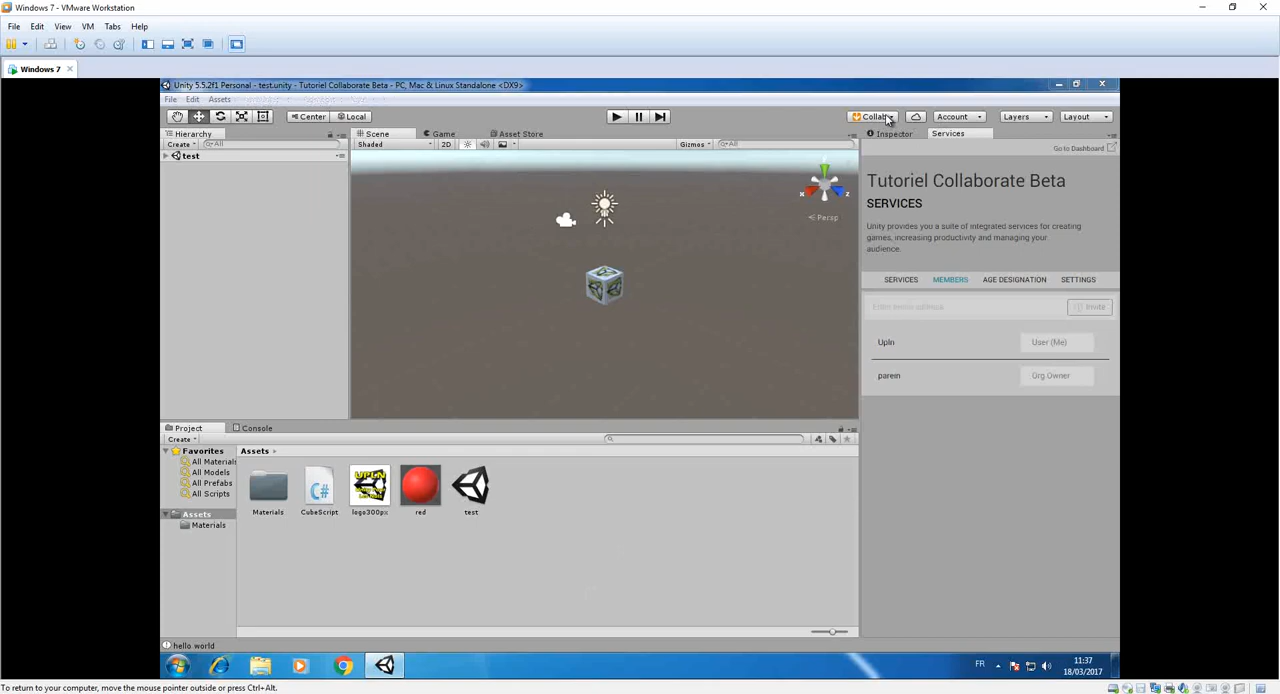 Windows 7 - VMware Workstation
File Edit View VM Tabs Help
Windows 7
Unity 5.5.2f1 Personal - test.unity - Tutoriel Collaborate Beta - PC, Mac & Linux Standalone <DX9>
File Edit Assets
Center Local Collab Account Layers Layout
Hierarchy Scene Game Asset Store Inspector Services
Create All Shaded 2D Gizmos All
Go to Dashboard
test
Tutoriel Collaborate Beta
SERVICES
x z
Persp
Unity provides you a suite of integrated services for creating
games, increasing productivity and managing your
audience.
SERVICES MEMBERS AGE DESIGNATION SETTINGS
Invite
Upln User (Me)
parein Org Owner
Project Console
Create
Favorites Assets
All Materials
All Models
All Prefabs
All Scripts
Assets
Materials
C#
UPLN
Materials CubeScript logo300px red test
hello world
FR 11:37
18/03/2017
To return to your computer, move the mouse pointer outside or press Ctrl+Alt.